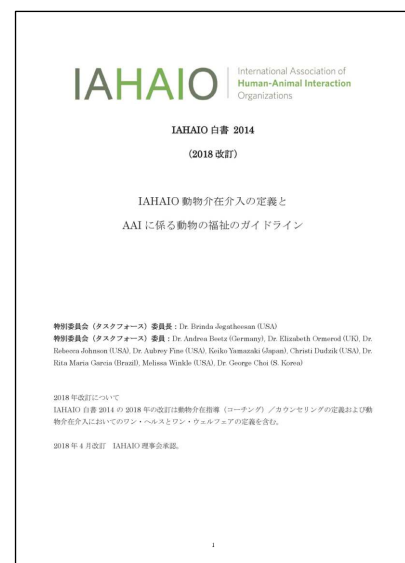 IAHAIO
International Association of
Human-Animal Interaction
Organizations
IAHAIO 白書 2014
（2018 改訂）
IAHAIO 動物介在介入の定義と
AAI に係る動物の福祉のガイドライン
特別委員会（タスクフォース）委員長：Dr. Brinda Jegatheesan (USA)
特別委員会（タスクフォース）委員：Dr. Andrea Beetz (Germany), Dr. Elizabeth Ormerod (UK), Dr.
Rebecca Johnson (USA), Dr. Aubrey Fine (USA), Keiko Yamazaki (Japan), Christi Dudzik (USA), Dr.
Rita Maria Garcia (Brazil), Melissa Winkle (USA), Dr. George Choi (S. Korea)
2018 年改訂について
IAHAIO 白書 2014 の 2018 年の改訂は動物介在指導（コーチング）／カウンセリングの定義および動
物介在介入においてのワン・ヘルスとワン・ウェルフェアの定義を含む。
2018 年 4 月改訂　IAHAIO 理事会承認。
1